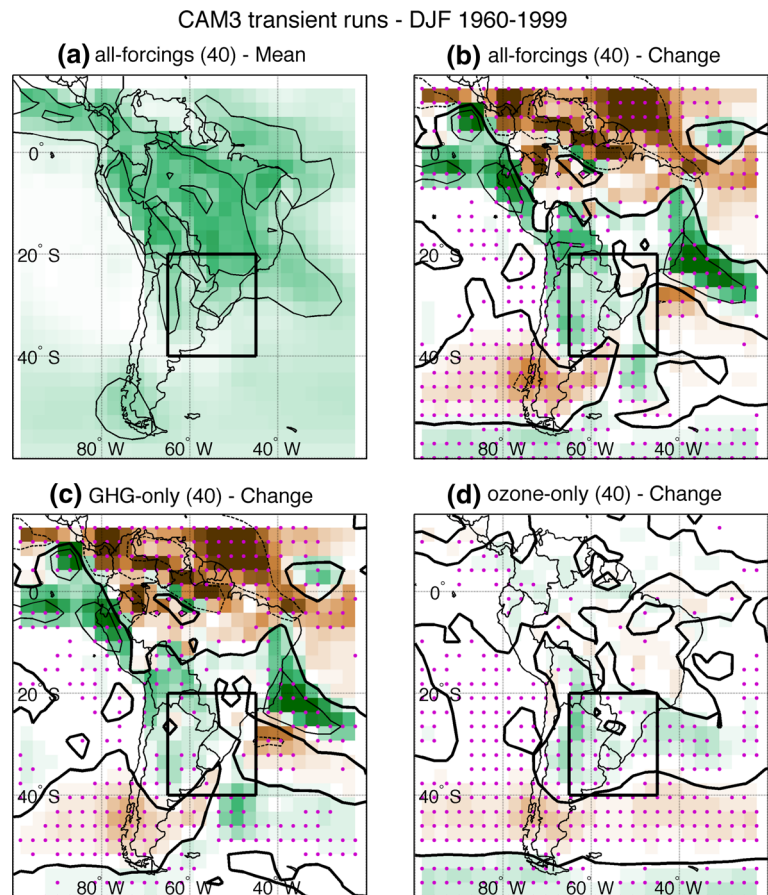 CAM3 transient runs - DJF 1960-1999
(a) all-forcings (40) - Mean
(b) all-forcings (40) - Change
0°
20° S
40° S
80° W
60° W
40° W
0°
20° S
40° S
80° W
60° W
40° W
(c) GHG-only (40) - Change
(d) ozone-only (40) - Change
0°
20° S
40° S
80° W
60° W
40° W
0°
20° S
40° S
80° W
60° W
40° W